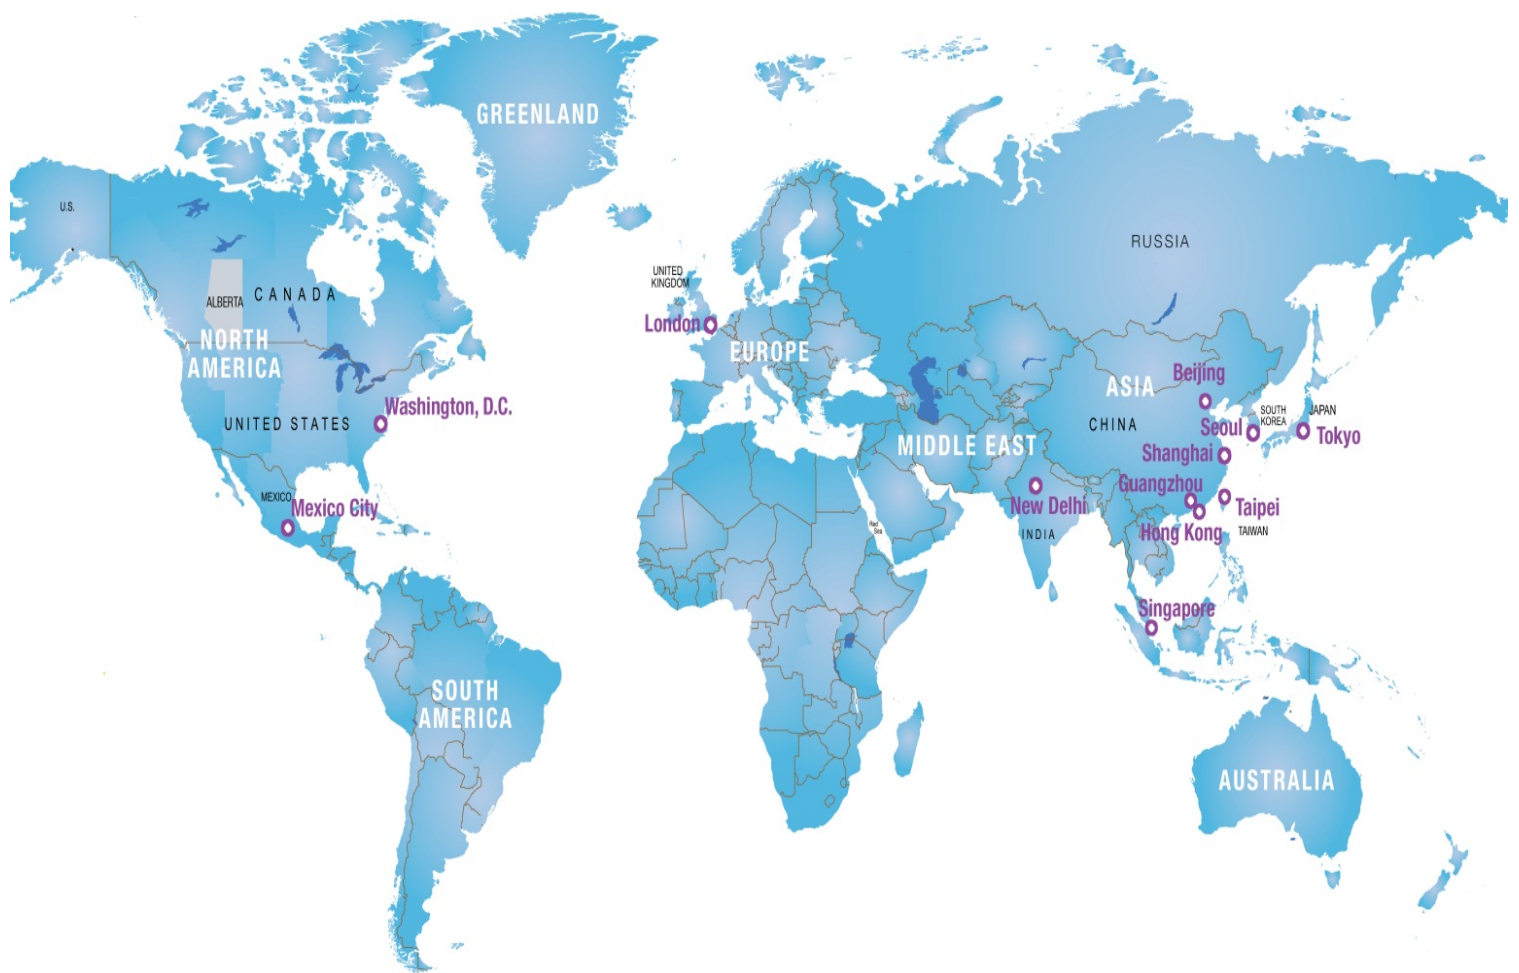 GREENLAND
U.S.
RUSSIA
UNITED
KINGDOM
ALBERTA
CANADA
London
NORTH
AMERICA
EUROPE
Beijing
ASIA
Washington, D.C.
SOUTH
KOREA
JAPAN
UNITED STATES
CHINA
Seoul
Tokyo
MIDDLE EAST
Shanghai
Guangzhou
MEXICO
Mexico City
New Delhi
Taipei
Red
Sea
INDIA
Hong Kong
TAIWAN
Singapore
SOUTH
AMERICA
AUSTRALIA